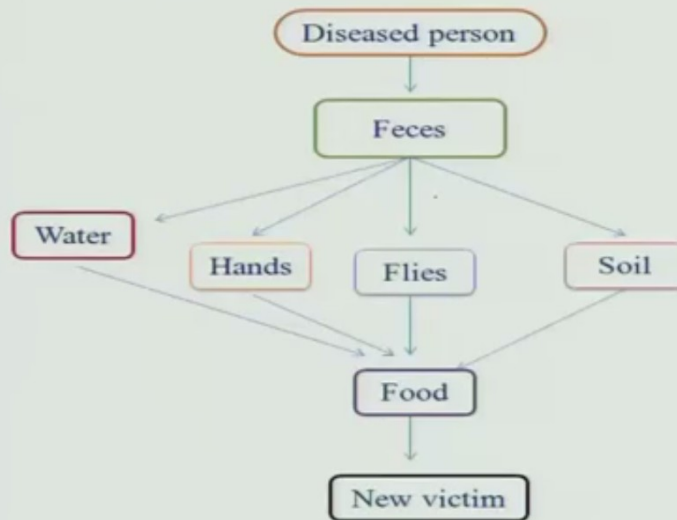 Diseased person
Feces
Water
Hands
Flies
Soil
Food
New victim